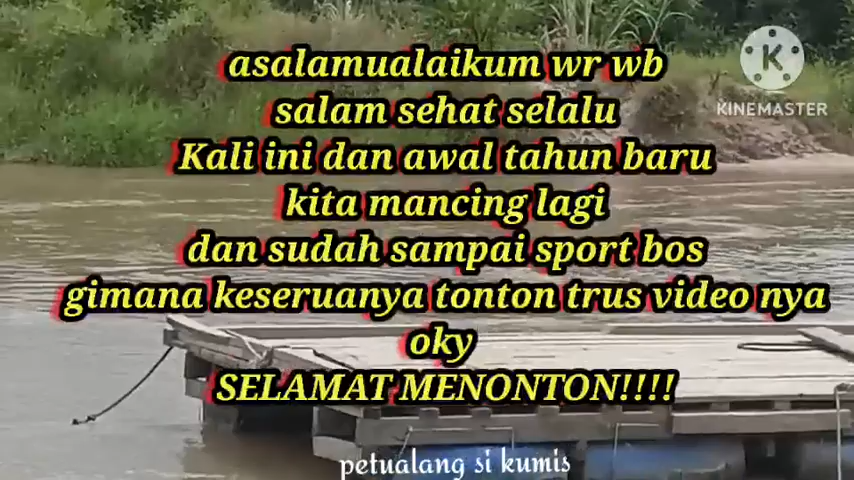 KINEMASTER
asalamualaikum wr wb
salam sehat selalu
Kali ini dan awal tahun baru
kita mancing lagi
dan sudah sampai sport bos
gimana keseruanya tonton trus video nya
oky
SELAMAT MENONTON!!!!
petualang si kumis